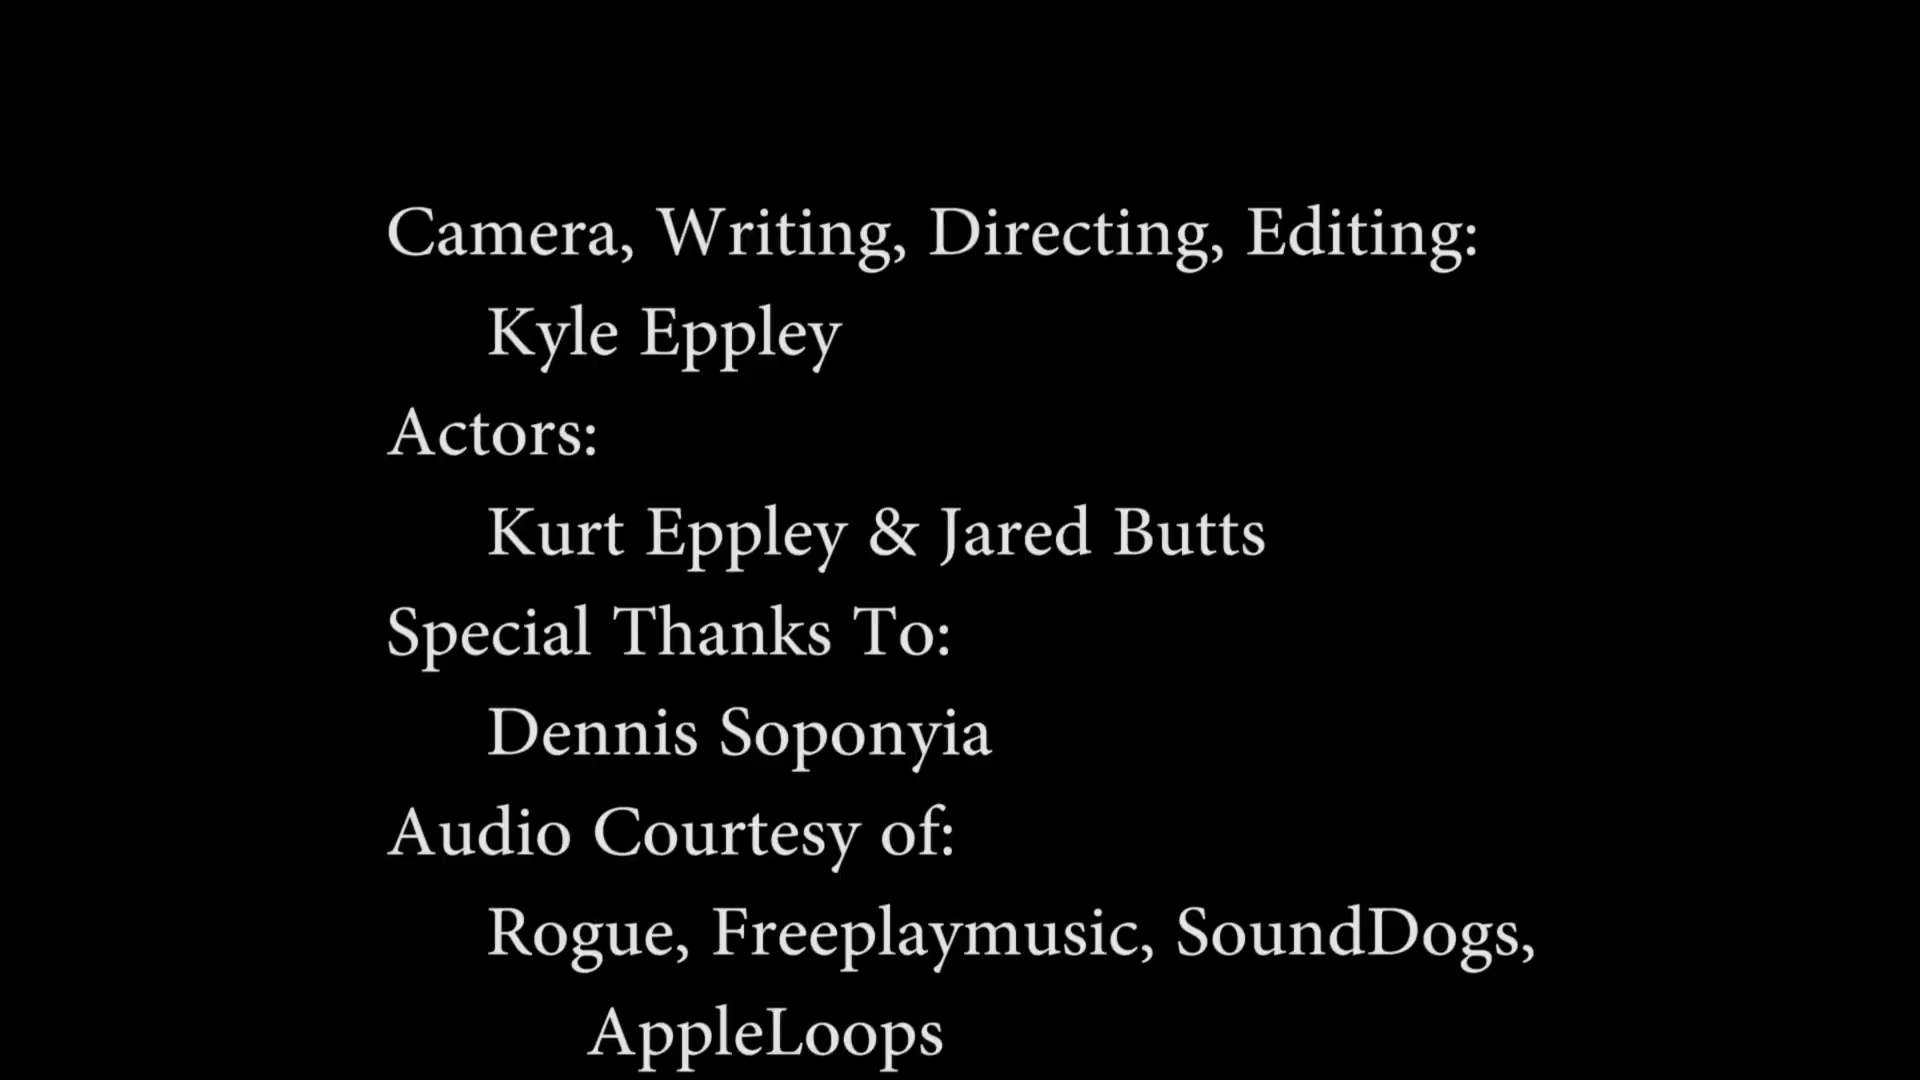 Camera, Writing, Directing, Editing:
Kyle Eppley
Actors:
Kurt Eppley & Jared Butts
Special Thanks To:
Dennis Soponyia
Audio Courtesy of:
Rogue, Freeplaymusic, SoundDogs,
AppleLoops